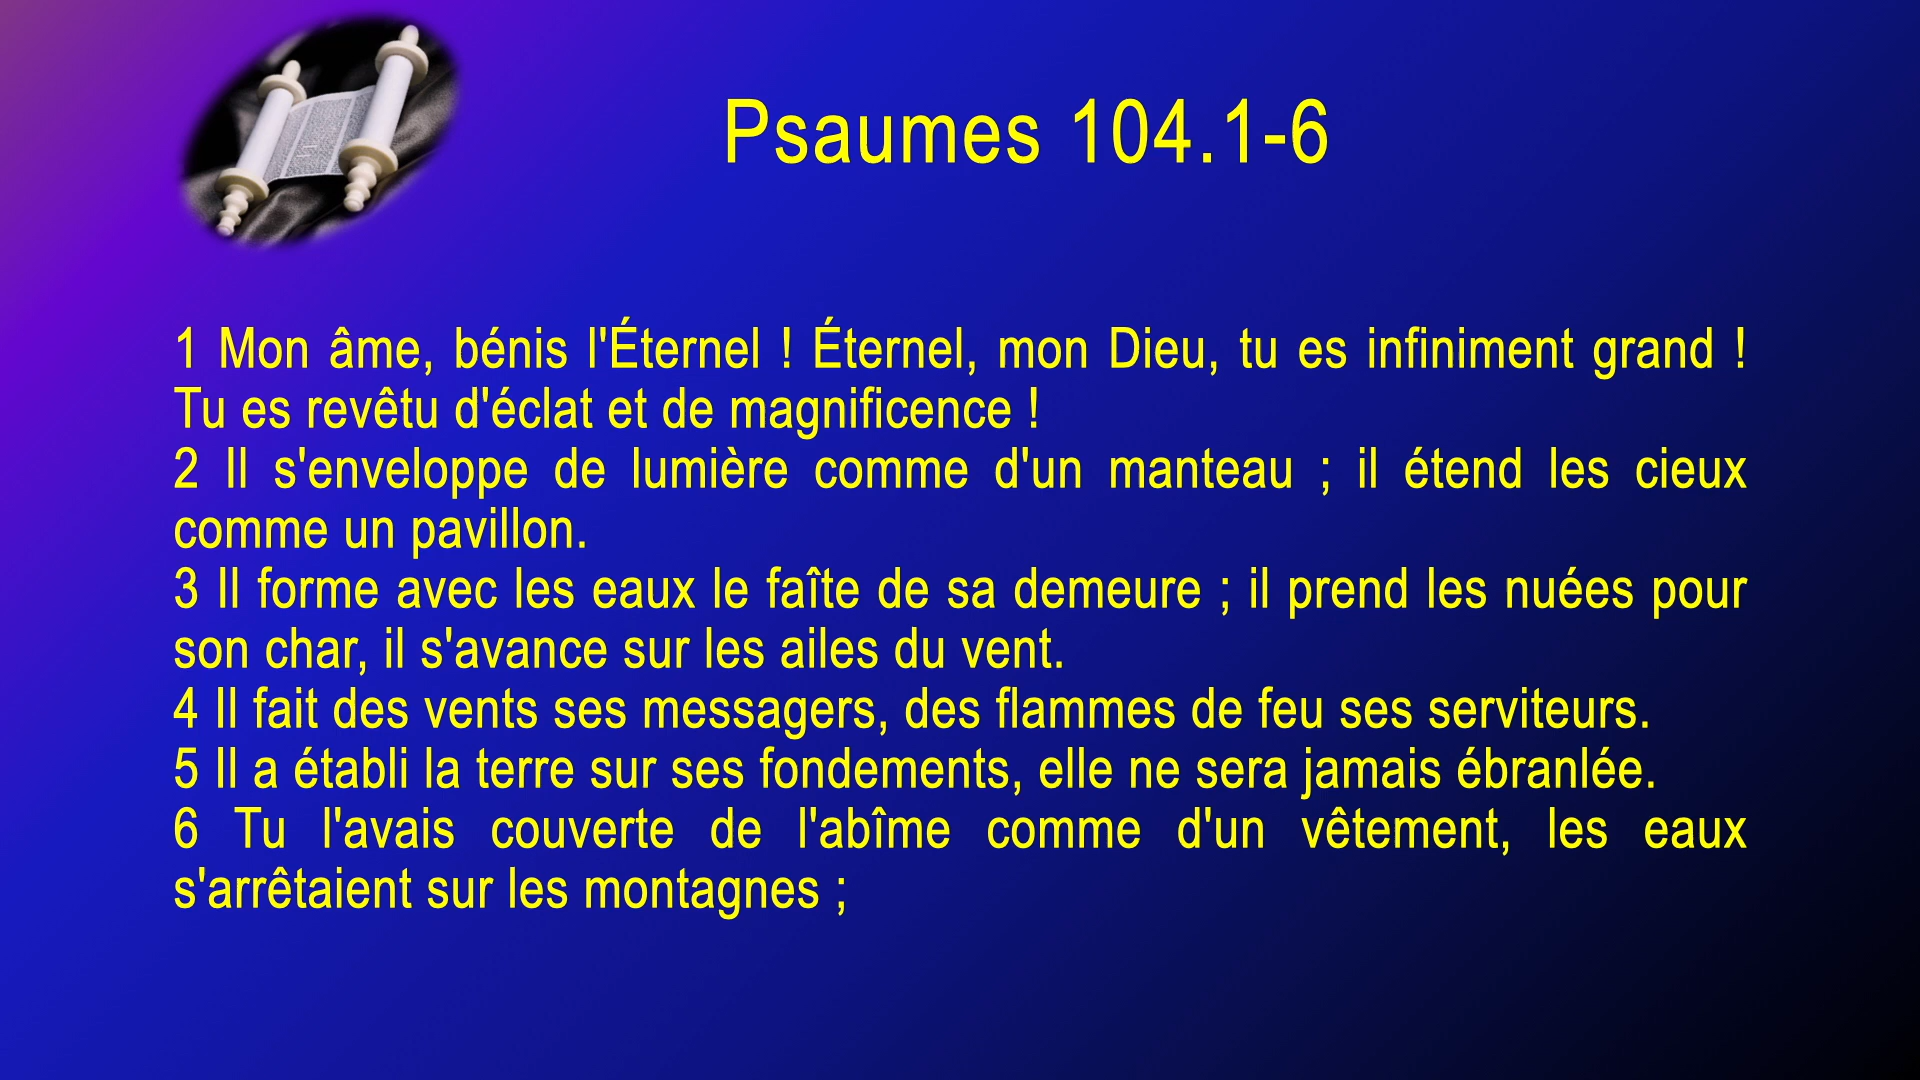 Psaumes 104.1-6
1 Mon âme, bénis l'Éternel ! Éternel, mon Dieu, tu es infiniment grand !
Tu es revêtu d'éclat et de magnificence !
2 Il s'enveloppe de lumière comme d'un manteau ; il étend les cieux
comme un pavillon.
3 Il forme avec les eaux le faîte de sa demeure ; il prend les nuées pour
son char, il s'avance sur les ailes du vent.
4 Il fait des vents ses messagers, des flammes de feu ses serviteurs.
5 Il a établi la terre sur ses fondements, elle ne sera jamais ébranlée.
6 Tu l'avais couverte de l'abîme comme d'un vêtement, les eaux
s'arrêtaient sur les montagnes ;